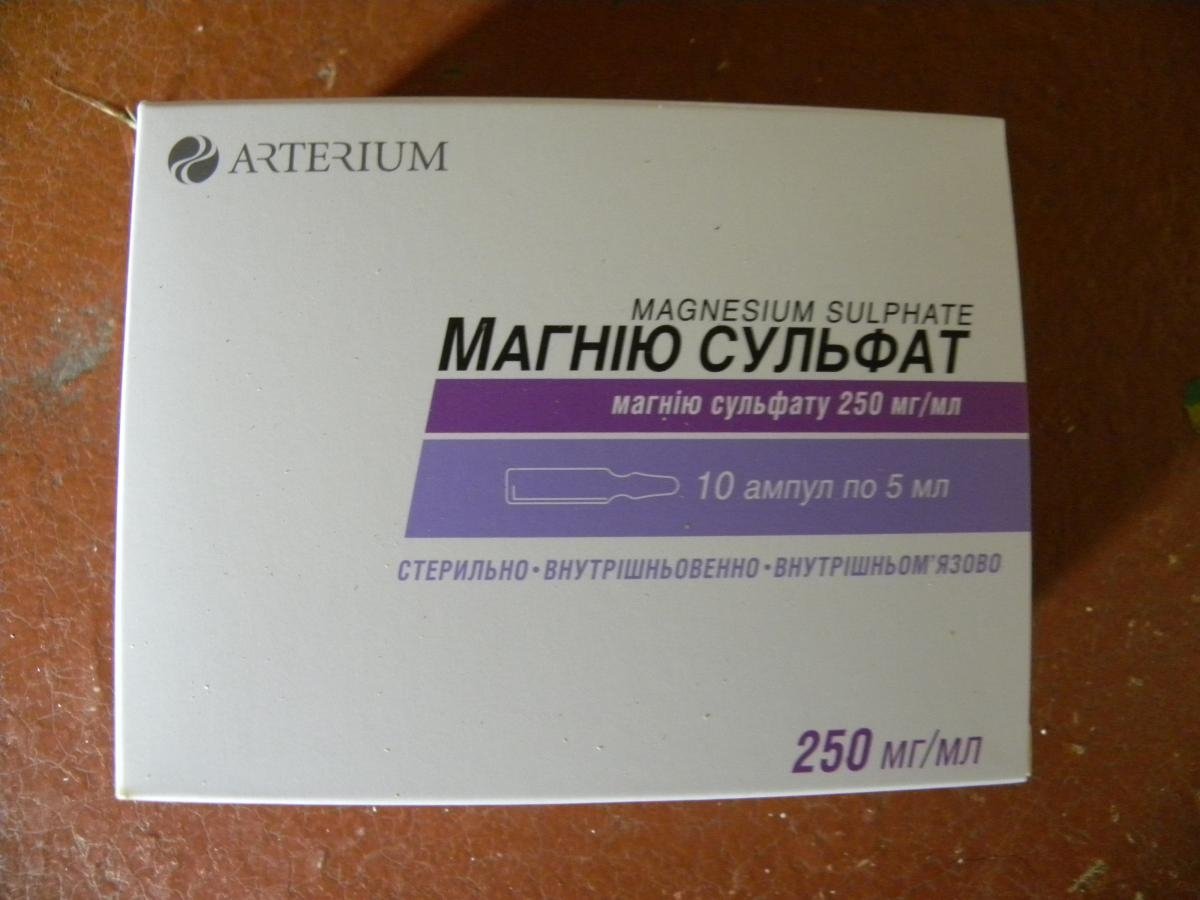 ARTERIUM
MAGNESIUM SULPHATE
МАГНІЮ СУЛЬФАТ
магнію сульфату 250 мг/мл
10 ампул по 5 мл
СТЕРИЛЬНО • ВНУТРІШНЬОВЕННО • ВНУТРІШНЬОМ'ЯЗОВО
250 мг/мл